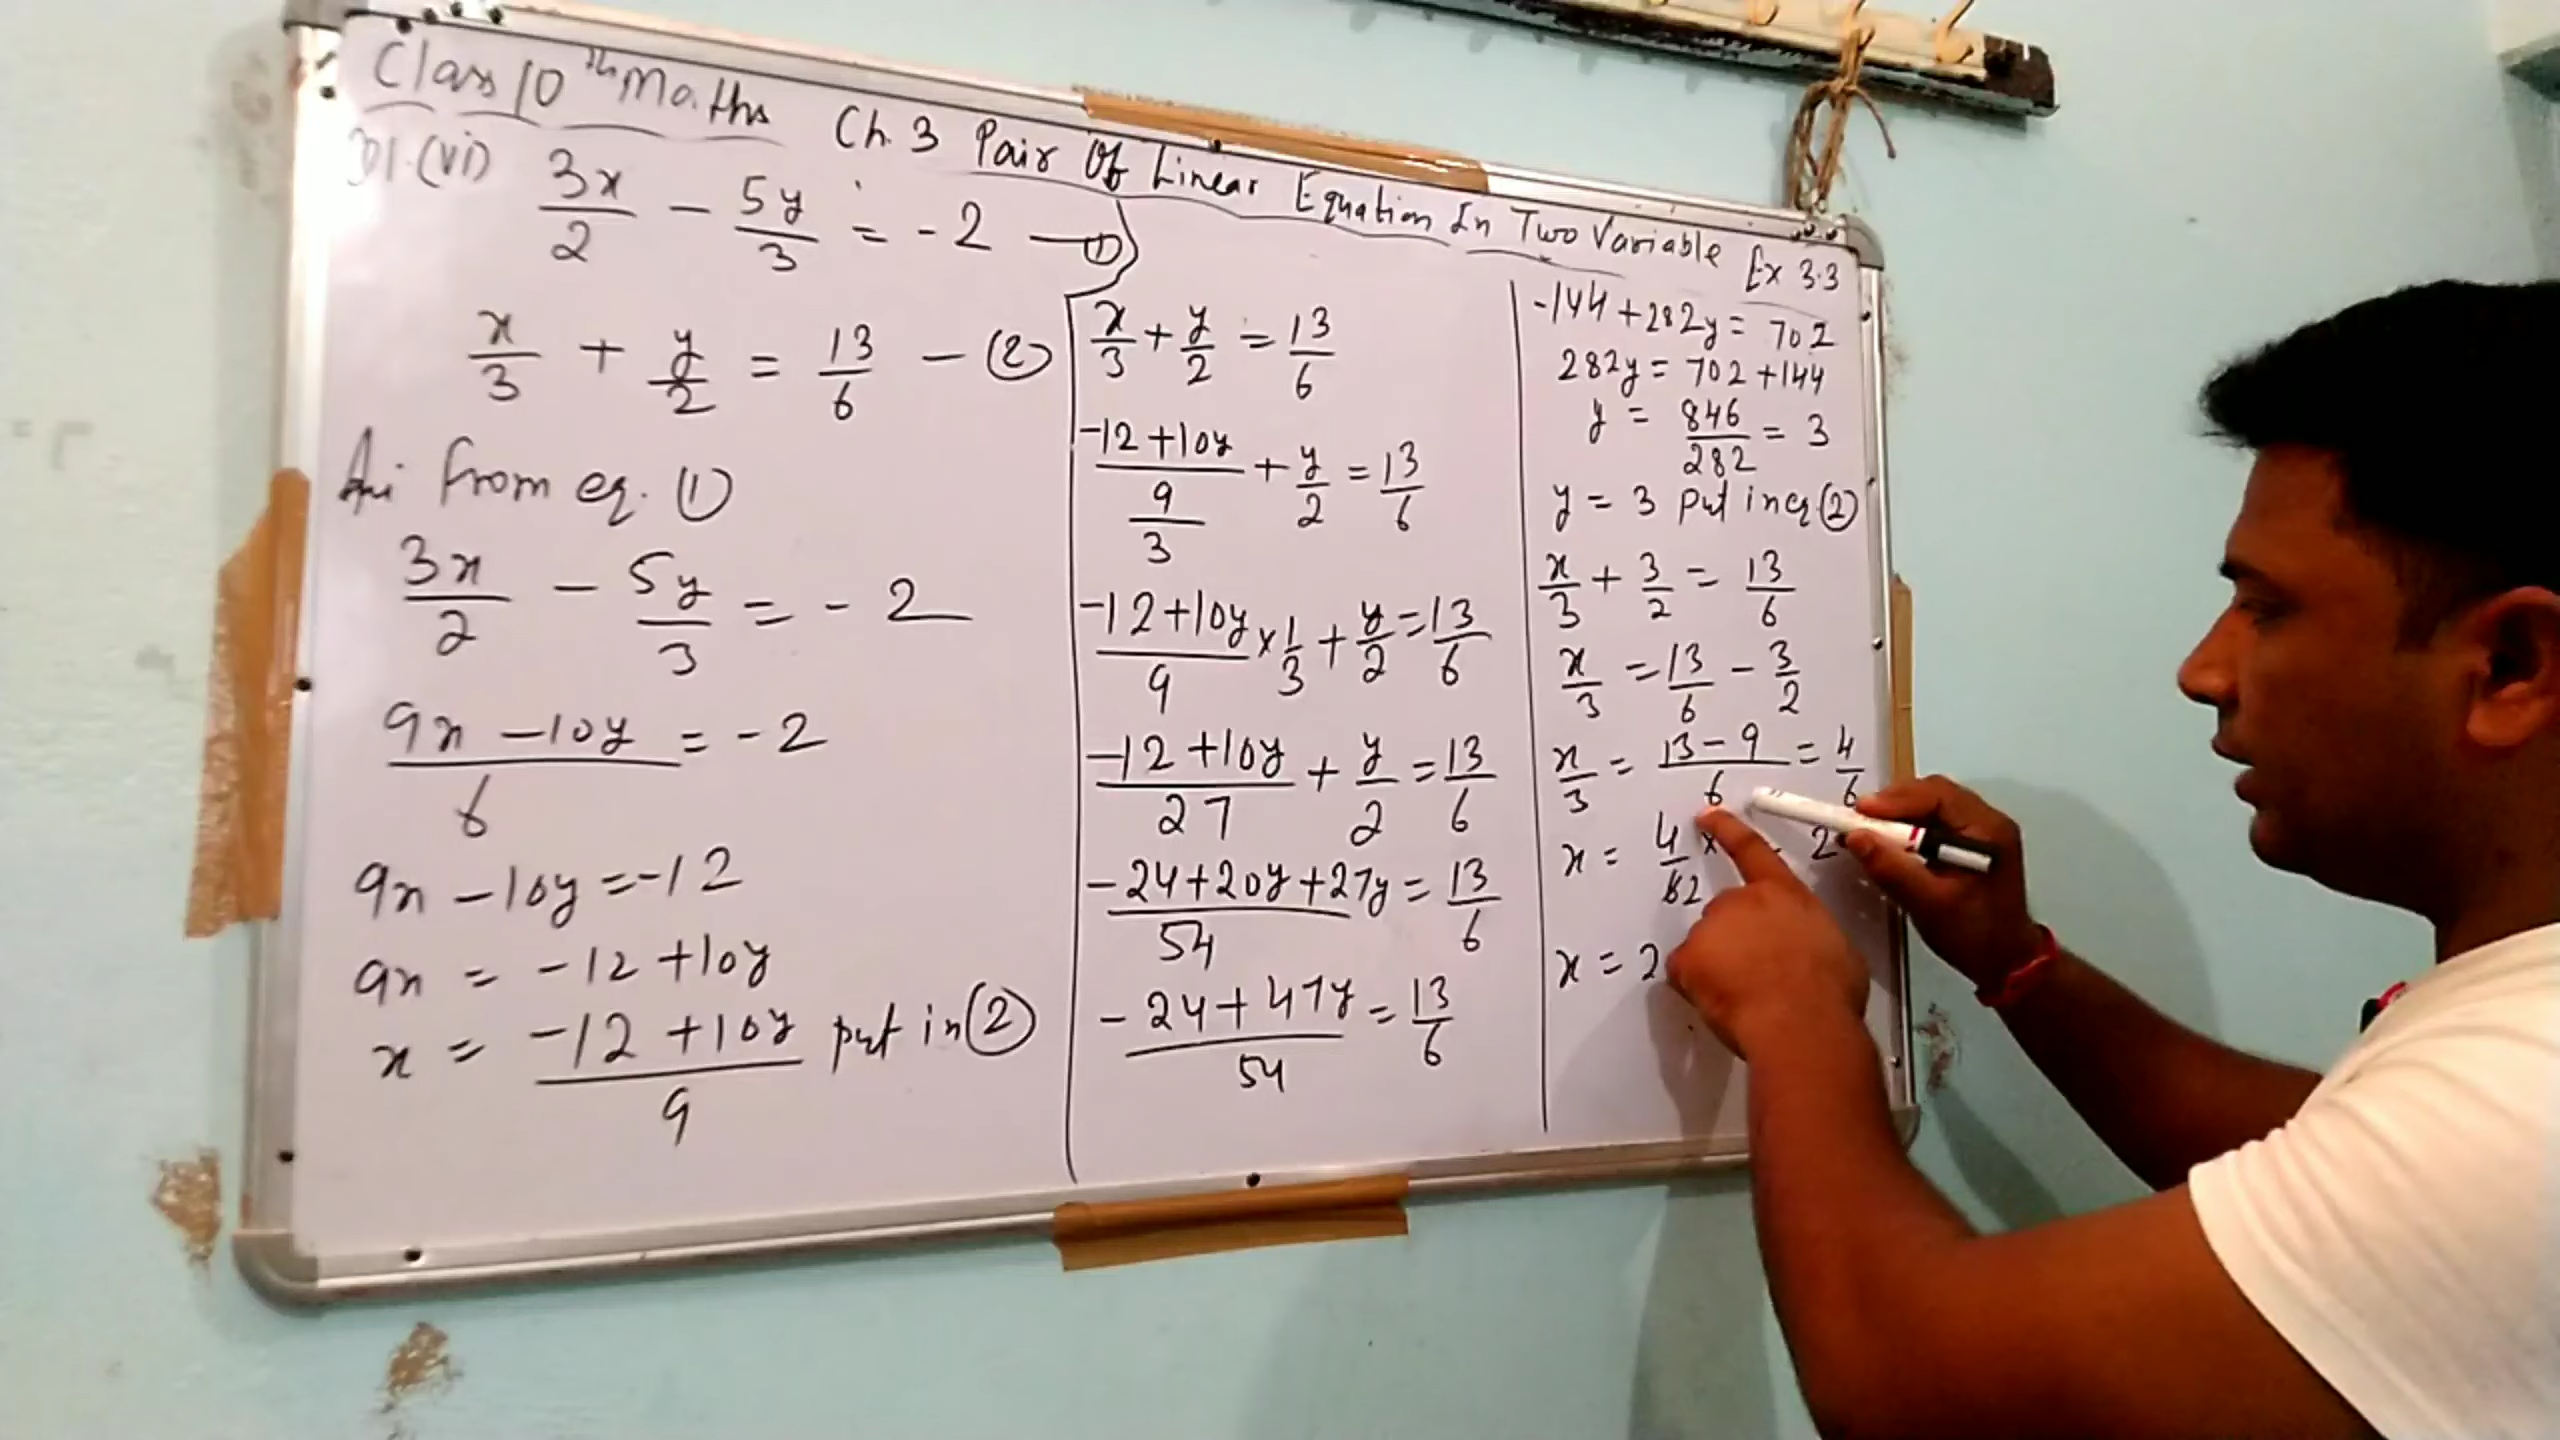 Class 10th Maths Ch. 3 Pair Of Linear Equation In Two Variable Ex 3.3
Q1.(vi) 3x/2 - 5y/3 = -2 — (1)
x/3 + y/2 = 13/6 - (2)
from eq. (1)
3x/2 - 5y/3 = -2
9x - 10y/6 = -2
9x - 10y = -12
9x = -12 + 10y
x = -12 + 10y/9 put in (2)
x/3 + y/2 = 13/6
-12 + 10y/9/3 + y/2 = 13/6
-12 + 10y/9 × 1/3 + y/2 = 13/6
-12 + 10y/27 + y/2 = 13/6
-24 + 20y + 27y/54 = 13/6
-24 + 47y/54 = 13/6
-144 + 282y = 702
282y = 702 + 144
y = 846/282 = 3
y = 3 Put in eq. (2)
x/3 + 3/2 = 13/6
x/3 = 13/6 - 3/2
x/3 = 13 - 9/6 = 4/6
x = 4/62 × 2
x = 2